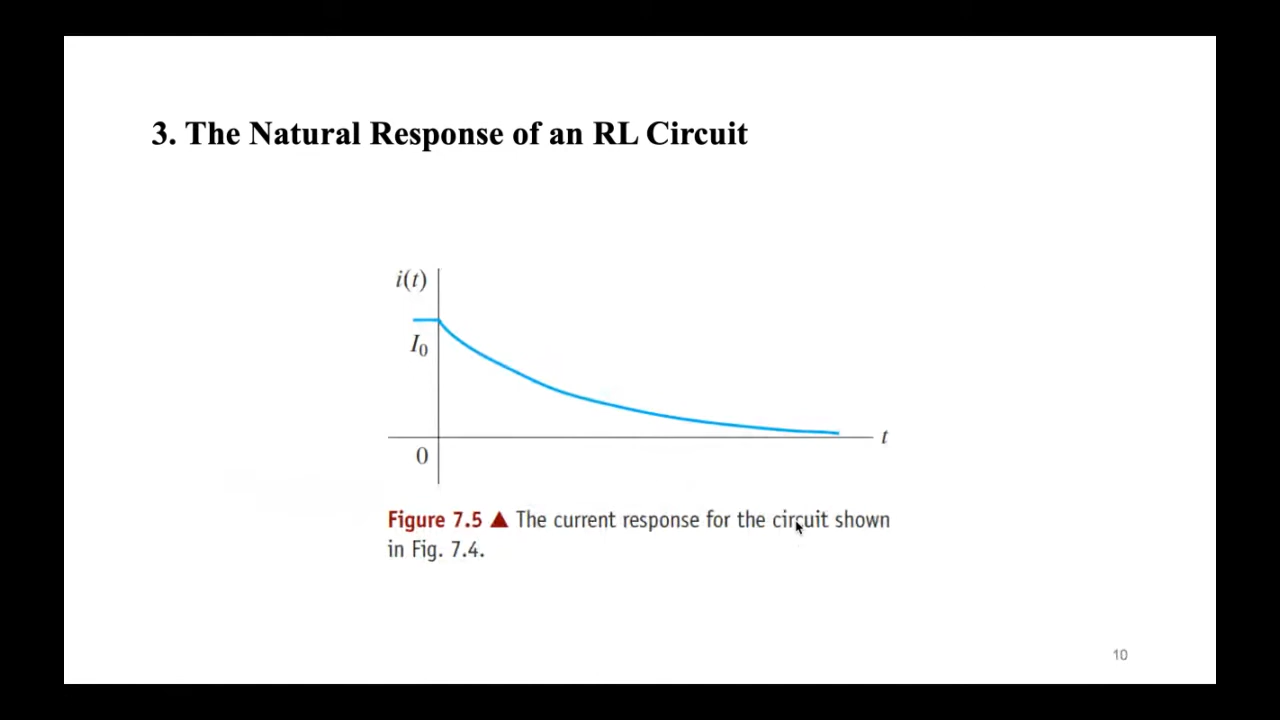 3. The Natural Response of an RL Circuit
i(t)
I₀
t
0
Figure 7.5 ▲ The current response for the circuit shown
in Fig. 7.4.
10